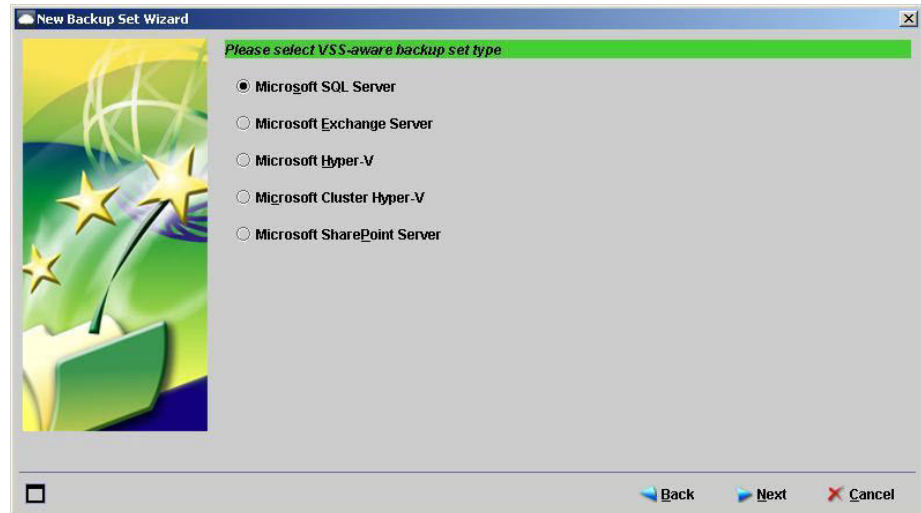 New Backup Set Wizard
Please select VSS-aware backup set type
Microsoft SQL Server
Microsoft Exchange Server
Microsoft Hyper-V
Microsoft Cluster Hyper-V
Microsoft SharePoint Server
Back Next Cancel